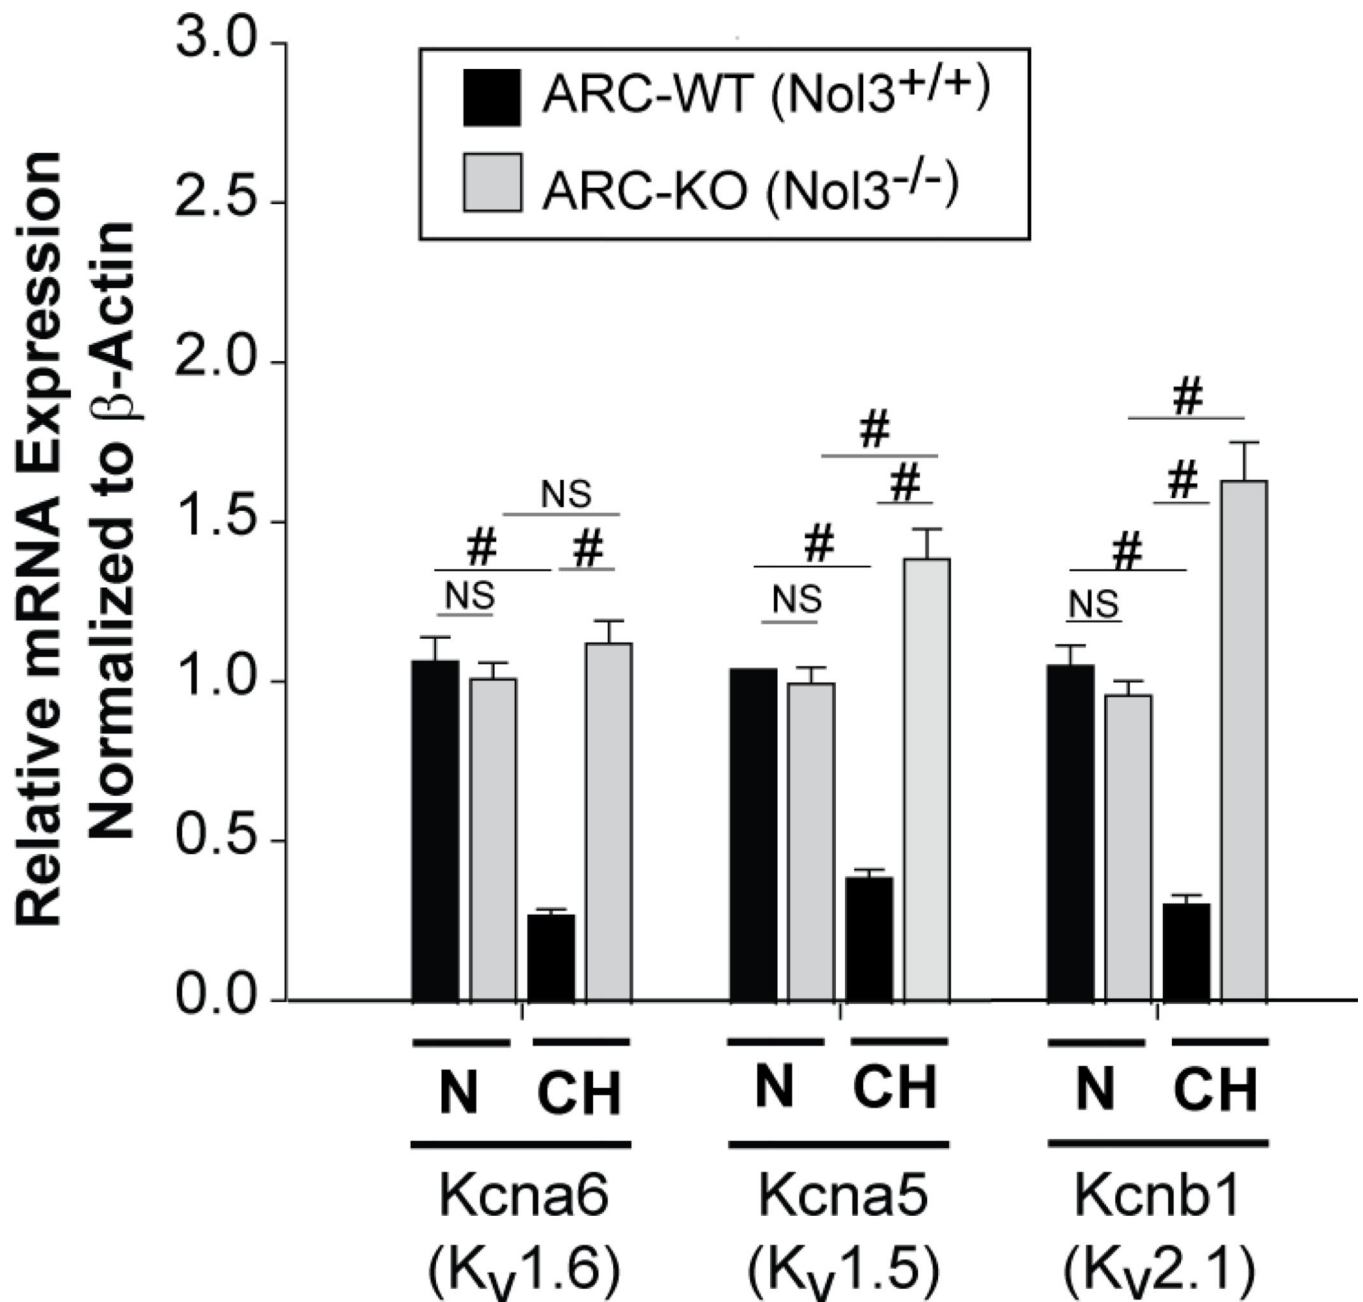 3.0
2.5
2.0
1.5
1.0
0.5
0.0
Relative mRNA Expression
Normalized to β-Actin
ARC-WT (Nol3+/+)
ARC-KO (Nol3-/-)
NS
#
#
NS
#
#
#
NS
#
#
#
NS
N CH N CH N CH
Kcna6 Kcna5 Kcnb1
(Kv1.6) (Kv1.5) (Kv2.1)